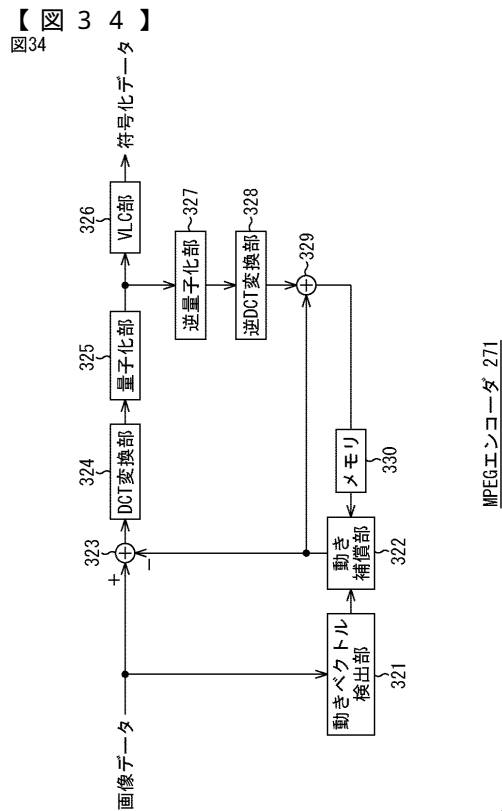 【図３４】
図34
画像データ
323
+
−
324
DCT変換部
325
量子化部
326
VLC部
符号化データ
327
逆量子化部
328
逆DCT変換部
329
メモリ
330
動き
補償部
322
動きベクトル
検出部
321
MPEGエンコーダ 271